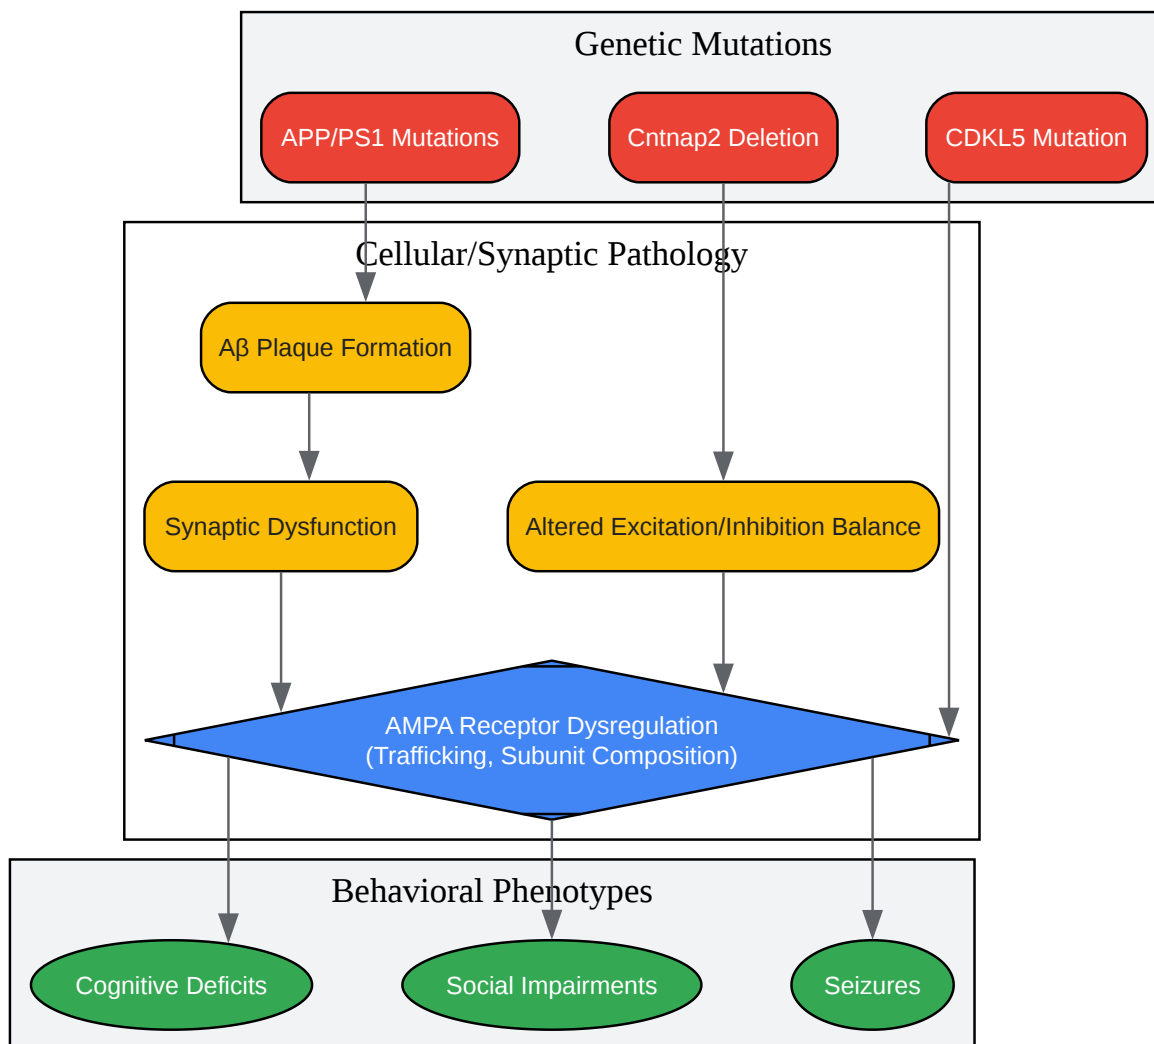 Genetic Mutations
APP/PS1 Mutations
Cntnap2 Deletion
CDKL5 Mutation
Cellular/Synaptic Pathology
Aβ Plaque Formation
Synaptic Dysfunction
Altered Excitation/Inhibition Balance
AMPA Receptor Dysregulation
(Trafficking, Subunit Composition)
Behavioral Phenotypes
Cognitive Deficits
Social Impairments
Seizures